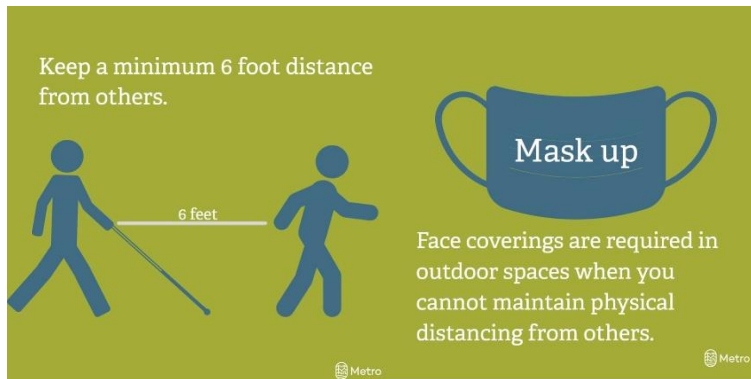 Keep a minimum 6 foot distance
from others.
6 feet
Metro
Mask up
Face coverings are required in
outdoor spaces when you
cannot maintain physical
distancing from others.
Metro